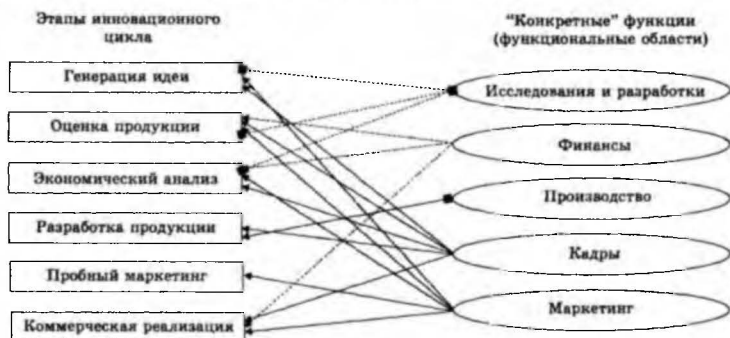 Этапы инновационного
цикла
Генерация идеи
Оценка продукции
Экономический анализ
Разработка продукции
Пробный маркетинг
Коммерческая реализация
"Конкретные" функции
(функциональные области)
Исследования и разработки
Финансы
Производство
Кадры
Маркетинг